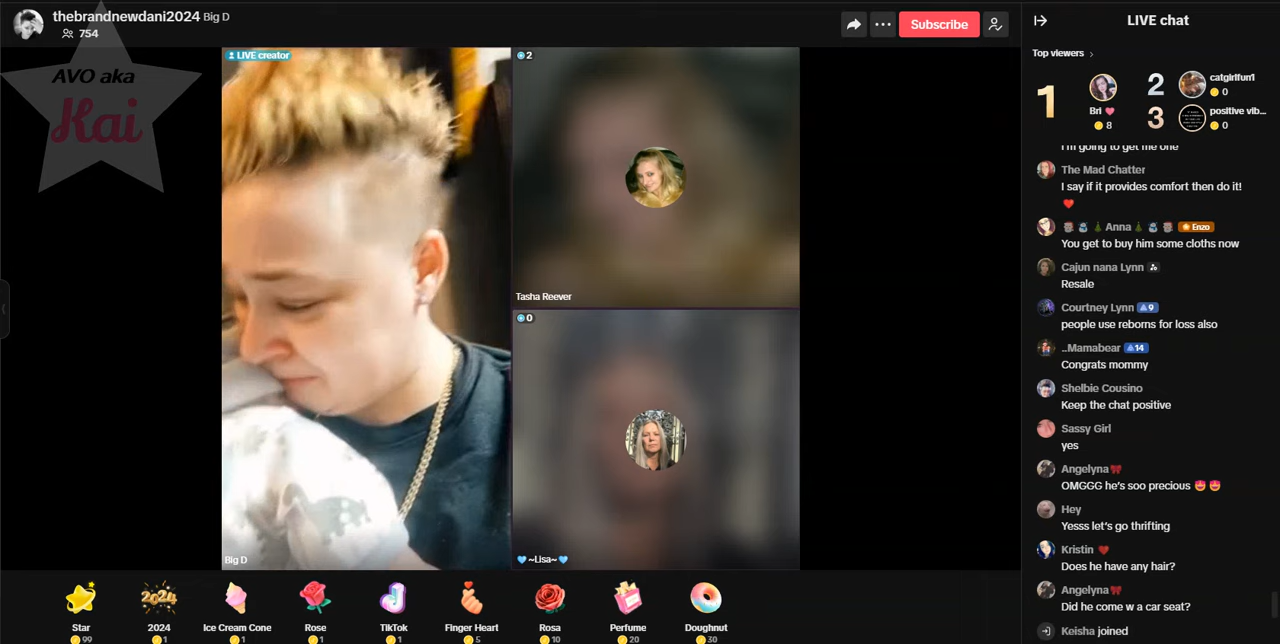 thebrandnewdani2024 Big D
754
Subscribe
LIVE chat
AVO aka
Kai
LIVE creator
2
Tasha Reever
0
Big D
~Lisa~
Top viewers
1
Bri
8
2
catgirlfun1
0
3
positive vib...
0
I'm going to get me one
The Mad Chatter
I say if it provides comfort then do it!
Anna
Enzo
You get to buy him some cloths now
Cajun nana Lynn
Resale
Courtney Lynn 9
people use reborns for loss also
..Mamabear 14
Congrats mommy
Shelbie Cousino
Keep the chat positive
Sassy Girl
yes
Angelyna
OMGGG he's soo precious
Hey
Yesss let's go thrifting
Kristin
Does he have any hair?
Angelyna
Did he come w a car seat?
Keisha joined
Star
99
2024
2024
1
Ice Cream Cone
1
Rose
1
TikTok
1
Finger Heart
5
Rosa
10
Perfume
20
Doughnut
30